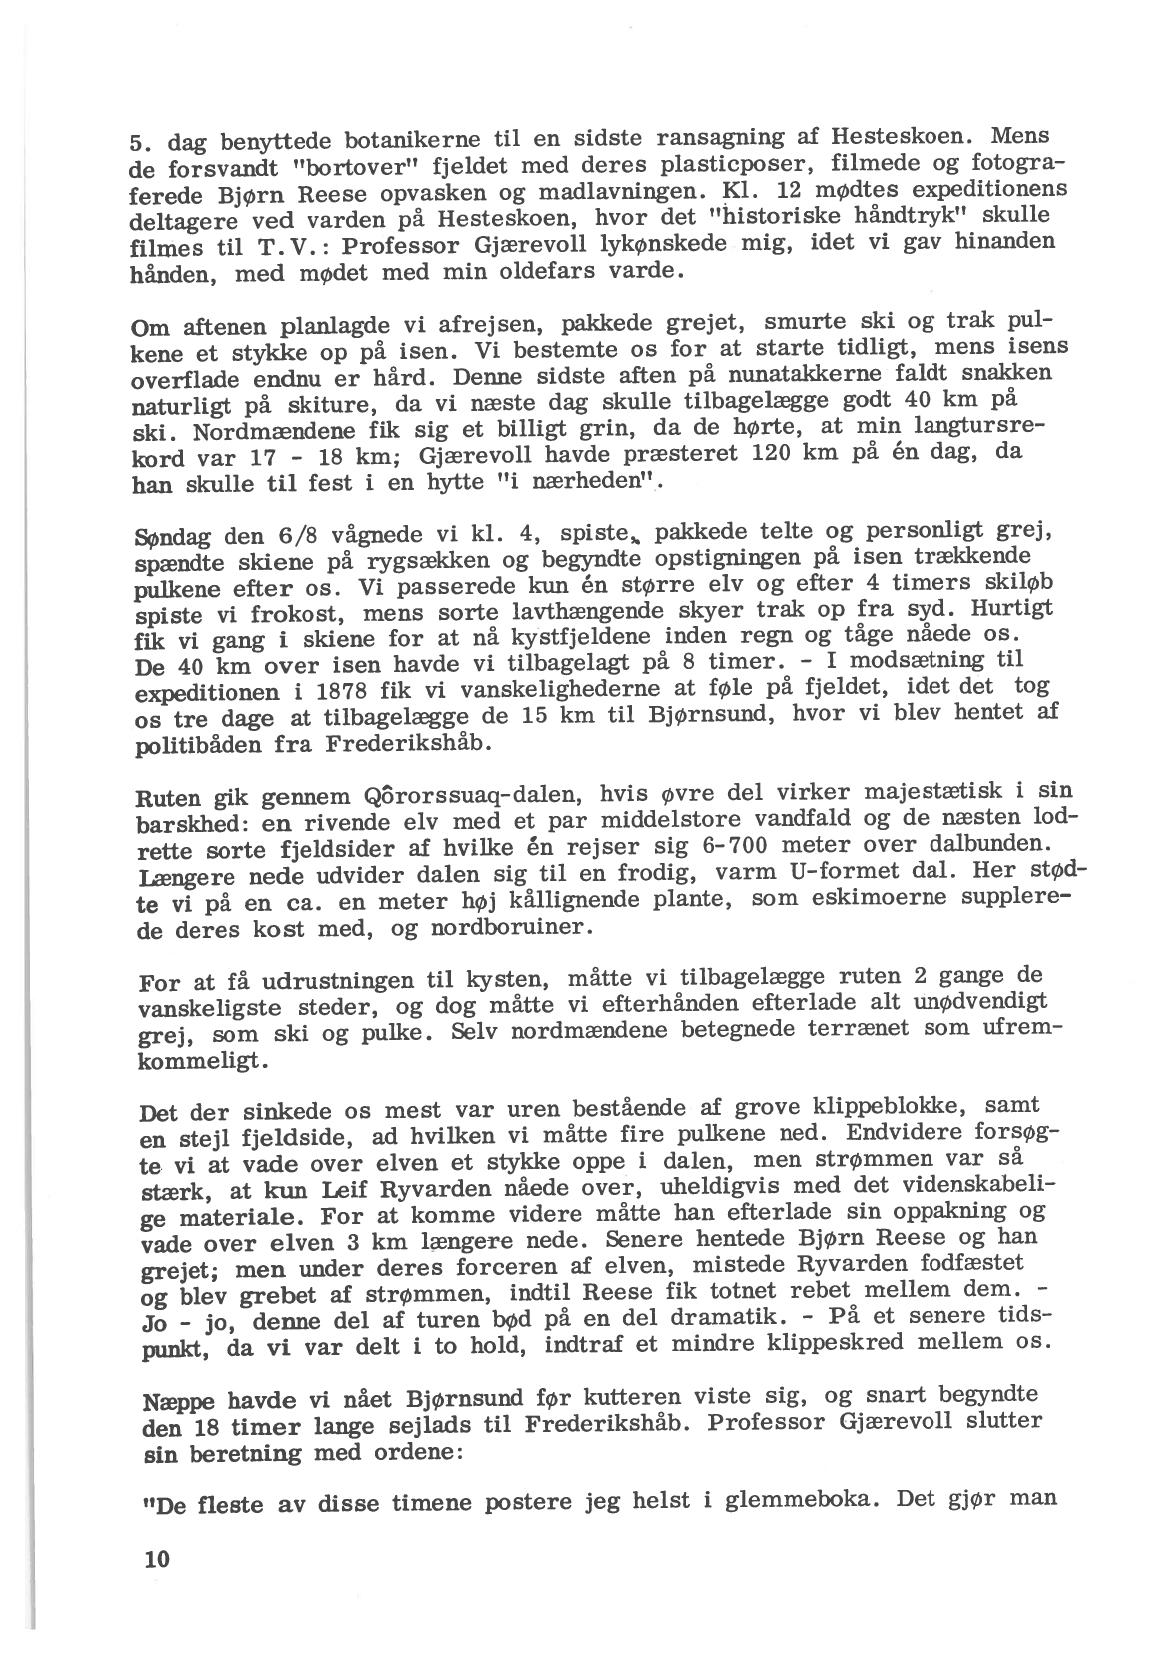 5. dag benyttede botanikerne til en sidste ransagning af Hesteskoen. Mens
de forsvandt "bortover" fjeldet med deres plasticposer, filmede og fotogra-
ferede Bjørn Reese opvasken og madlavningen. Kl. 12 mødtes expeditionens
deltagere ved varden på Hesteskoen, hvor det "historiske håndtryk" skulle
filmes til T.V.: Professor Gjærevoll lykønskede mig, idet vi gav hinanden
hånden, med mødet med min oldefars varde.

Om aftenen planlagde vi afrejsen, pakkede grejet, smurte ski og trak pul-
kene et stykke op på isen. Vi bestemte os for at starte tidligt, mens isens
overflade endnu er hård. Denne sidste aften på nunatakkerne faldt snakken
naturligt på skiture, da vi næste dag skulle tilbagelægge godt 40 km på
ski. Nordmændene fik sig et billigt grin, da de hørte, at min langtursre-
kord var 17 - 18 km; Gjærevoll havde præsteret 120 km på én dag, da
han skulle til fest i en hytte "i nærheden".

Søndag den 6/8 vågnede vi kl. 4, spiste, pakkede telte og personligt grej,
spændte skiene på rygsækken og begyndte opstigningen på isen trækkende
pulkene efter os. Vi passerede kun én større elv og efter 4 timers skiløb
spiste vi frokost, mens sorte lavthængende skyer trak op fra syd. Hurtigt
fik vi gang i skiene for at nå kystfjeldene inden regn og tåge nåede os.
De 40 km over isen havde vi tilbagelagt på 8 timer. - I modsætning til
expeditionen i 1878 fik vi vanskelighederne at føle på fjeldet, idet det tog
os tre dage at tilbagelægge de 15 km til Bjørnsund, hvor vi blev hentet af
politibåden fra Frederikshåb.

Ruten gik gennem Qôrorssuaq-dalen, hvis øvre del virker majestætisk i sin
barskhed: en rivende elv med et par middelstore vandfald og de næsten lod-
rette sorte fjeldsider af hvilke én rejser sig 6-700 meter over dalbunden.
Længere nede udvider dalen sig til en frodig, varm U-formet dal. Her stød-
te vi på en ca. en meter høj kållignende plante, som eskimoerne supplere-
de deres kost med, og nordboruiner.

For at få udrustningen til kysten, måtte vi tilbagelægge ruten 2 gange de
vanskeligste steder, og dog måtte vi efterhånden efterlade alt unødvendigt
grej, som ski og pulke. Selv nordmændene betegnede terrænet som ufrem-
kommeligt.

Det der sinkede os mest var uren bestående af grove klippeblokke, samt
en stejl fjeldside, ad hvilken vi måtte fire pulkene ned. Endvidere forsøg-
te vi at vade over elven et stykke oppe i dalen, men strømmen var så
stærk, at kun Leif Ryvarden nåede over, uheldigvis med det videnskabeli-
ge materiale. For at komme videre måtte han efterlade sin oppakning og
vade over elven 3 km længere nede. Senere hentede Bjørn Reese og han
grejet; men under deres forceren af elven, mistede Ryvarden fodfæstet
og blev grebet af strømmen, indtil Reese fik totnet rebet mellem dem. -
Jo - jo, denne del af turen bød på en del dramatik. - På et senere tids-
punkt, da vi var delt i to hold, indtraf et mindre klippeskred mellem os.

Næppe havde vi nået Bjørnsund før kutteren viste sig, og snart begyndte
den 18 timer lange sejlads til Frederikshåb. Professor Gjærevoll slutter
sin beretning med ordene:

"De fleste av disse timene postere jeg helst i glemmeboka. Det gjør man

10